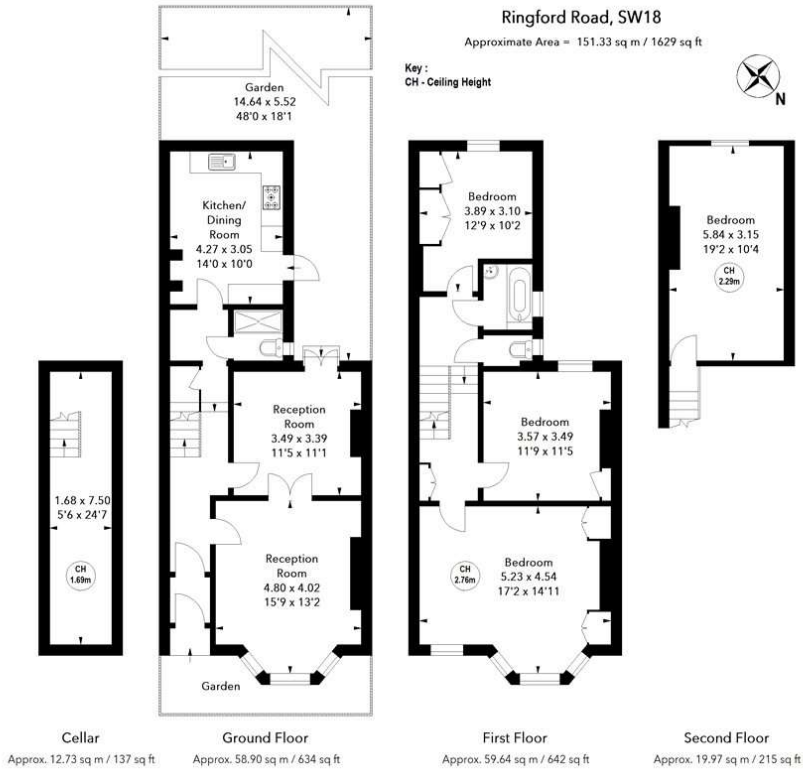 Ringford Road, SW18
Approximate Area = 151.33 sq m / 1629 sq ft
Key :
CH - Ceiling Height
N
Garden
14.64 x 5.52
48'0 x 18'1
Kitchen/
Dining
Room
4.27 x 3.05
14'0 x 10'0
Bedroom
3.89 x 3.10
12'9 x 10'2
Bedroom
5.84 x 3.15
19'2 x 10'4
CH
2.29m
Reception
Room
3.49 x 3.39
11'5 x 11'1
Bedroom
3.57 x 3.49
11'9 x 11'5
1.68 x 7.50
5'6 x 24'7
CH
1.69m
Reception
Room
4.80 x 4.02
15'9 x 13'2
CH
2.76m
Bedroom
5.23 x 4.54
17'2 x 14'11
Garden
Cellar
Approx. 12.73 sq m / 137 sq ft
Ground Floor
Approx. 58.90 sq m / 634 sq ft
First Floor
Approx. 59.64 sq m / 642 sq ft
Second Floor
Approx. 19.97 sq m / 215 sq ft